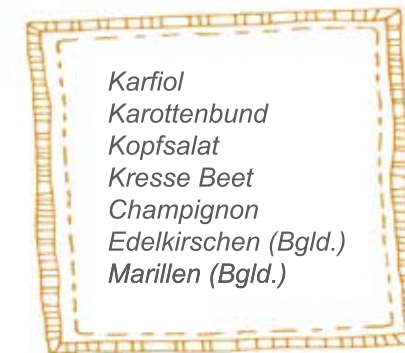 Karfiol
Karottenbund
Kopfsalat
Kresse Beet
Champignon
Edelkirschen (Bgld.)
Marillen (Bgld.)